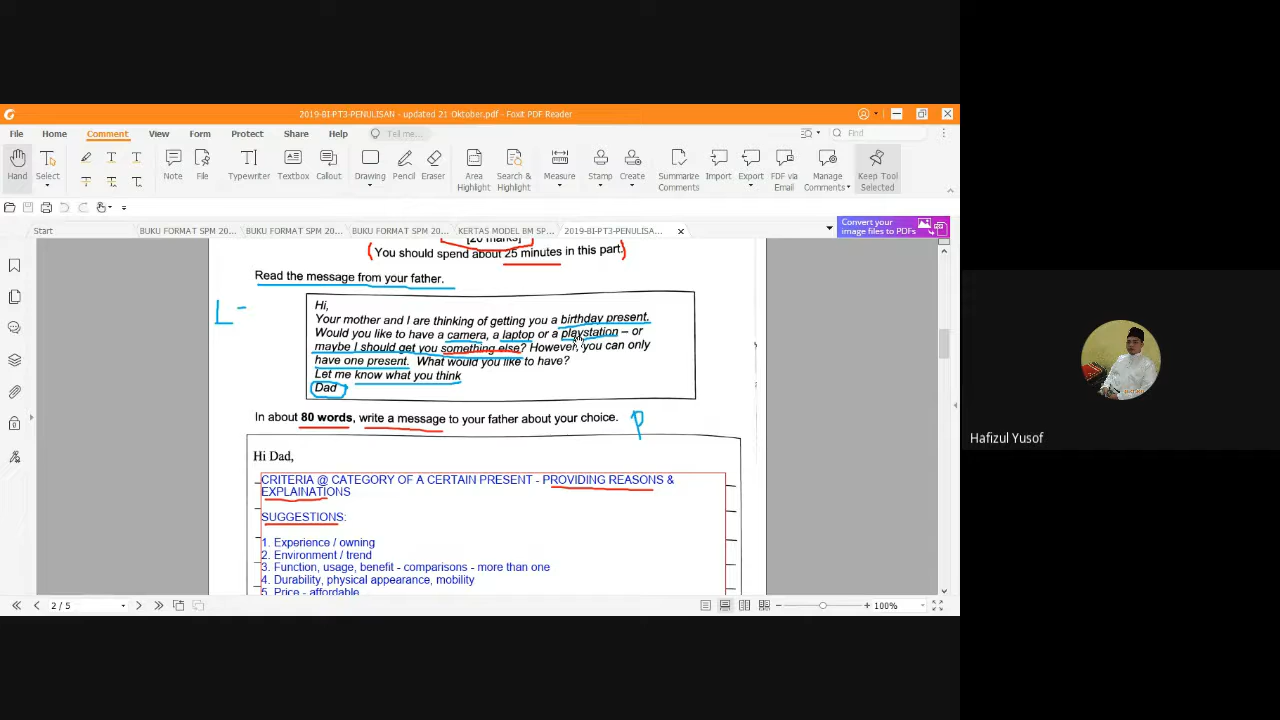 2019-BI-PT3-PENULISAN - updated 21 Oktober.pdf - Foxit PDF Reader
File Home Comment View Form Protect Share Help Tell me... Find
Hand Select Note File Typewriter Textbox Callout Drawing Pencil Eraser Area Highlight Search & Highlight Measure Stamp Create Summarize Comments Import Export FDF via Email Manage Comments Keep Tool Selected
Start BUKU FORMAT SPM 20... BUKU FORMAT SPM 20... BUKU FORMAT SPM 20... KERTAS MODEL BM SP... 2019-BI-PT3-PENULISA...
Convert your
image files to PDFs
[20 marks]
(You should spend about 25 minutes in this part.)
Read the message from your father.
L -
Hi,
Your mother and I are thinking of getting you a birthday present.
Would you like to have a camera, a laptop or a playstation – or
maybe I should get you something else? However, you can only
have one present. What would you like to have?
Let me know what you think
Dad
In about 80 words, write a message to your father about your choice.
P
Hi Dad,
CRITERIA @ CATEGORY OF A CERTAIN PRESENT - PROVIDING REASONS &
EXPLAINATIONS
SUGGESTIONS:
1. Experience / owning
2. Environment / trend
3. Function, usage, benefit - comparisons - more than one
4. Durability, physical appearance, mobility
5. Price - affordable
Hafizul Yusof
2 / 5
100%